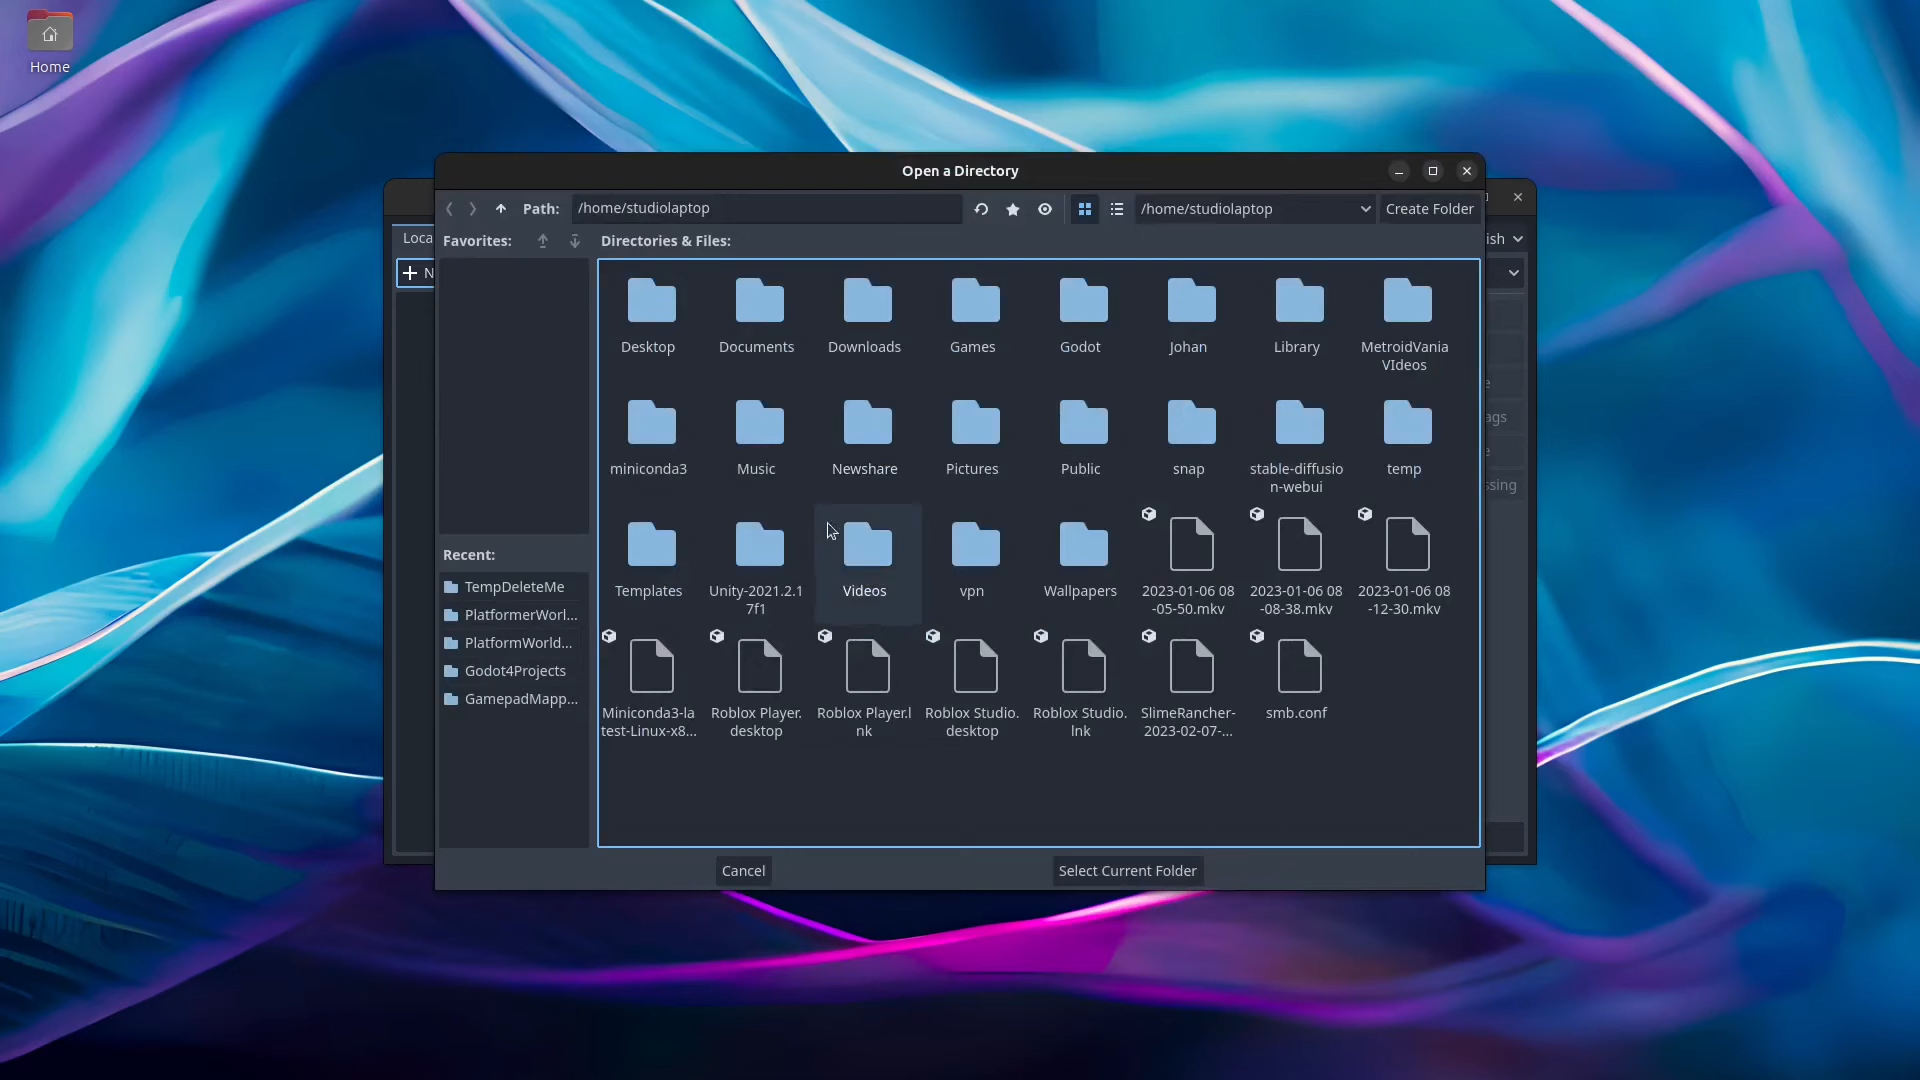 Home
Open a Directory
Path:
/home/studiolaptop
/home/studiolaptop
Create Folder
Loca
ish
Favorites:
Directories & Files:
N
Desktop
Documents
Downloads
Games
Godot
Johan
Library
MetroidVania
VIdeos
e
ags
miniconda3
Music
Newshare
Pictures
Public
snap
stable-diffusio
n-webui
temp
e
ssing
Recent:
TempDeleteMe
PlatformerWorl...
PlatformWorld...
Godot4Projects
GamepadMapp...
Templates
Unity-2021.2.1
7f1
Videos
vpn
Wallpapers
2023-01-06 08
-05-50.mkv
2023-01-06 08
-08-38.mkv
2023-01-06 08
-12-30.mkv
Miniconda3-la
test-Linux-x8...
Roblox Player.
desktop
Roblox Player.l
nk
Roblox Studio.
desktop
Roblox Studio.
lnk
SlimeRancher-
2023-02-07-...
smb.conf
Cancel
Select Current Folder